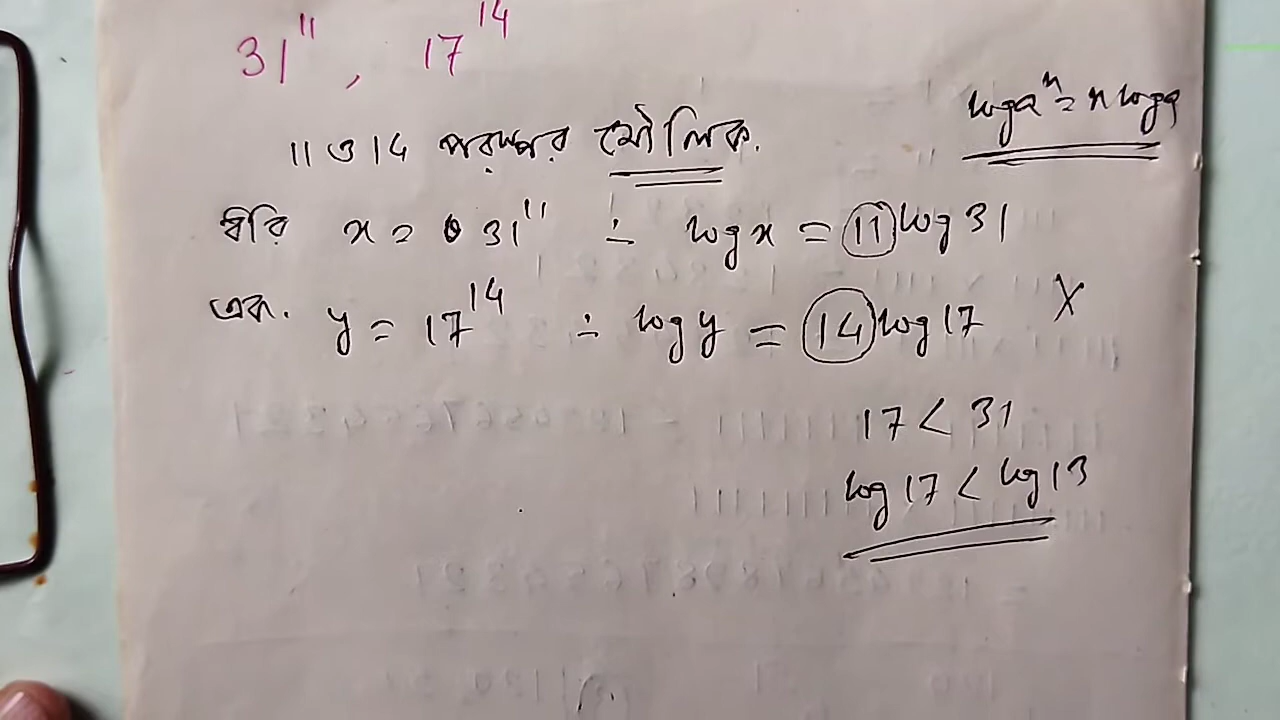 31¹¹, 17¹⁴
log aⁿ = n log a
11 ও 14 পরস্পর মৌলিক.
ধরি x = 31¹¹ ∴ log x = 11 log 31
এবং y = 17¹⁴ ∴ log y = 14 log 17 X
17 < 31
log 17 < log 13